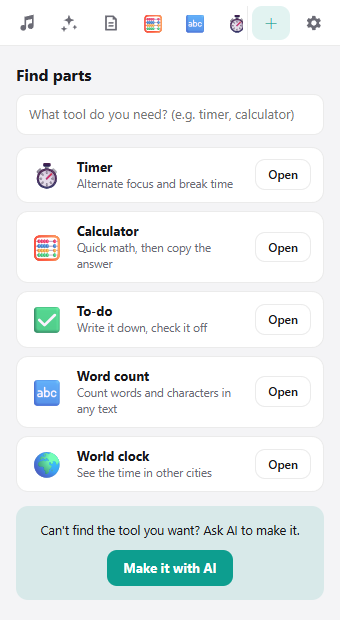 abc
Find parts
What tool do you need? (e.g. timer, calculator)
Timer
Alternate focus and break time
Open
Calculator
Quick math, then copy the
answer
Open
To-do
Write it down, check it off
Open
abc
Word count
Count words and characters in
any text
Open
World clock
See the time in other cities
Open
Can't find the tool you want? Ask AI to make it.
Make it with AI